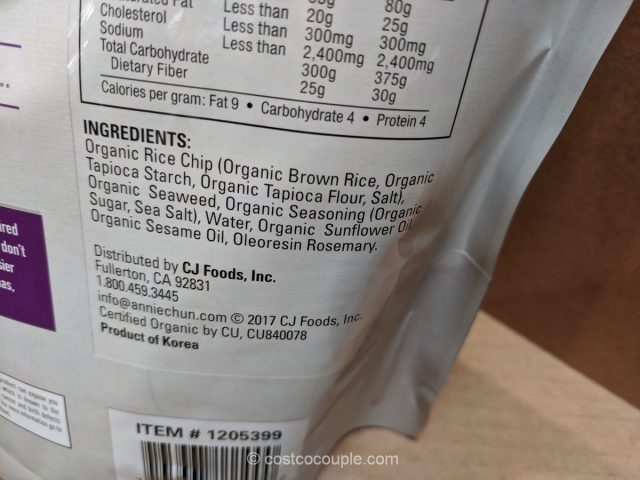 Less than 20g 25g
Cholesterol Less than 300mg 300mg
Sodium Less than 2,400mg 2,400mg
Total Carbohydrate 300g 375g
Dietary Fiber 25g 30g
80g
Calories per gram: Fat 9 • Carbohydrate 4 • Protein 4
INGREDIENTS:
Organic Rice Chip (Organic Brown Rice, Organic
Tapioca Starch, Organic Tapioca Flour, Salt),
Organic Seaweed, Organic Seasoning (Organic
Sugar, Sea Salt), Water, Organic Sunflower Oil,
Organic Sesame Oil, Oleoresin Rosemary.
Distributed by CJ Foods, Inc.
Fullerton, CA 92831
1.800.459.3445
info@anniechun.com © 2017 CJ Foods, Inc.
Certified Organic by CU, CU840078
Product of Korea
don't
ITEM # 1205399
© costcocouple.com